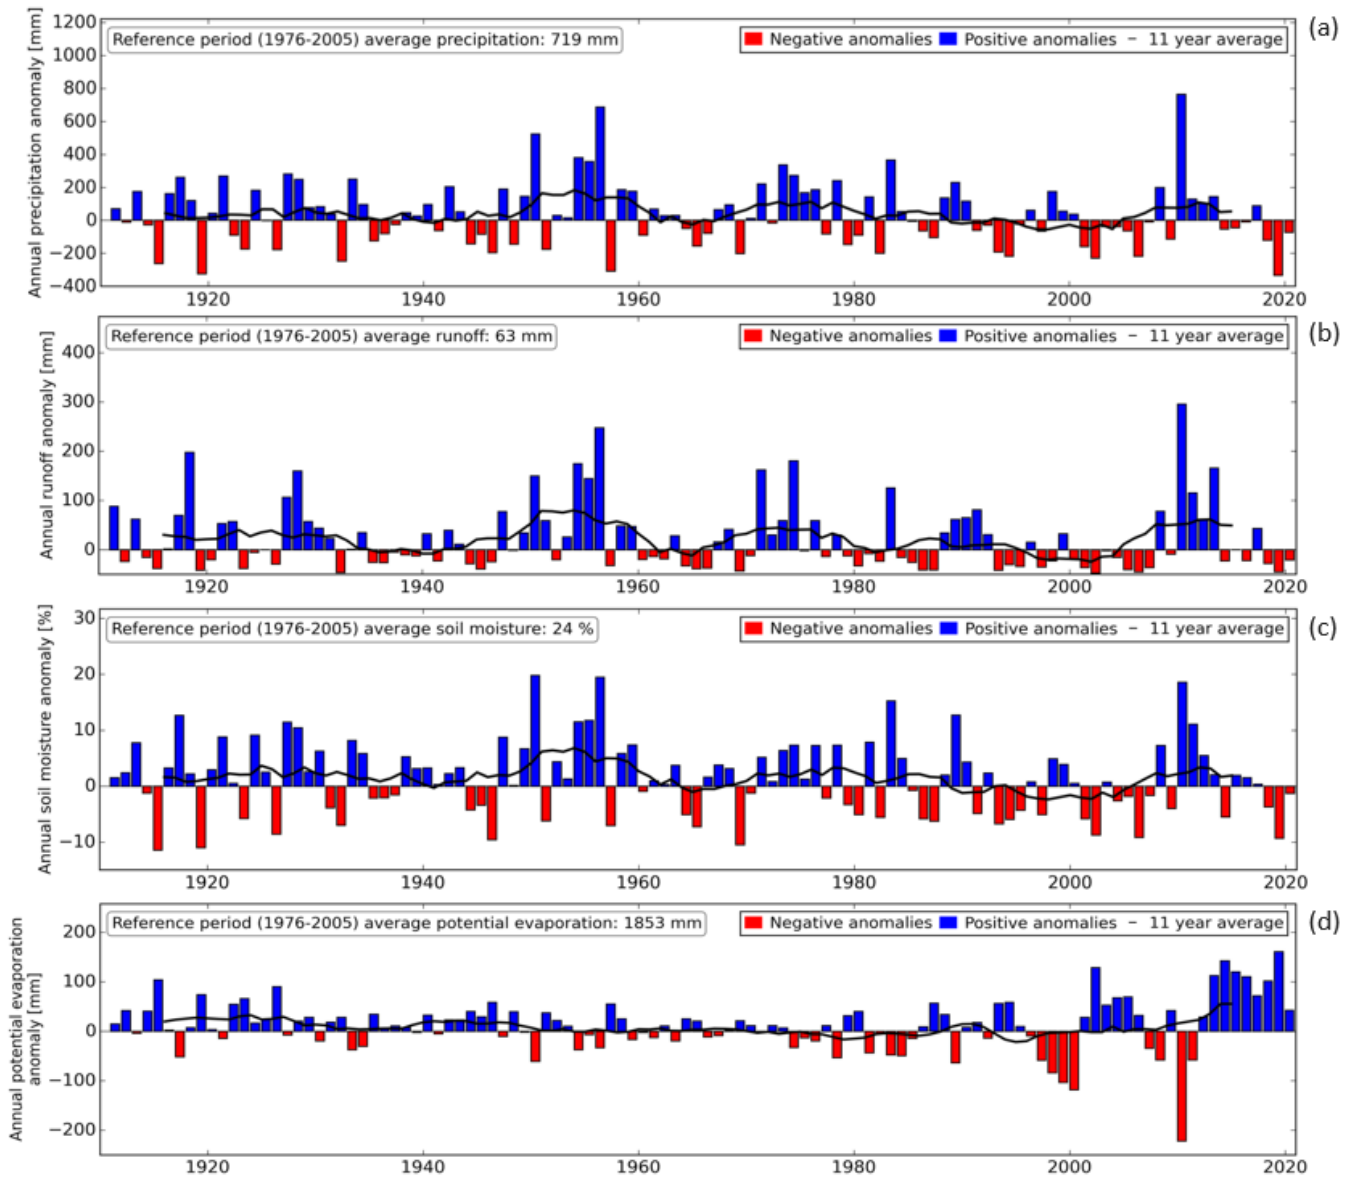 (a)
Annual precipitation anomaly [mm]
Reference period (1976-2005) average precipitation: 719 mm
Negative anomalies Positive anomalies – 11 year average
1200
1000
800
600
400
200
0
−200
−400
1920 1940 1960 1980 2000 2020
(b)
Annual runoff anomaly [mm]
Reference period (1976-2005) average runoff: 63 mm
Negative anomalies Positive anomalies – 11 year average
400
300
200
100
0
1920 1940 1960 1980 2000 2020
(c)
Annual soil moisture anomaly [%]
Reference period (1976-2005) average soil moisture: 24 %
Negative anomalies Positive anomalies – 11 year average
30
20
10
0
−10
1920 1940 1960 1980 2000 2020
(d)
Annual potential evaporation
anomaly [mm]
Reference period (1976-2005) average potential evaporation: 1853 mm
Negative anomalies Positive anomalies – 11 year average
200
100
0
−100
−200
1920 1940 1960 1980 2000 2020